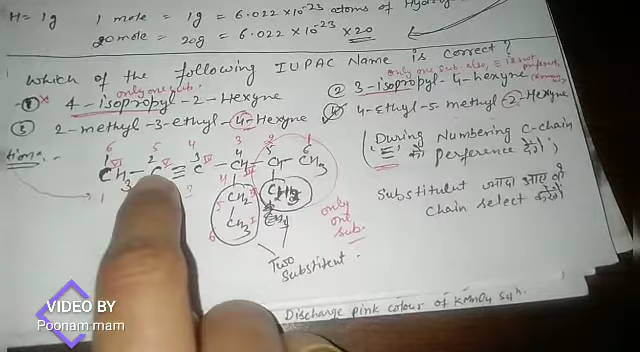 H = 1g 1 mole = 1g = 6.022 × 10⁻²³ atoms of Hydrog
20 mole = 20g = 6.022 × 10⁻²³ × 20
Which of the following IUPAC Name is correct?
only one sub.
only one sub. also, ≡ is not
① × 4-isopropyl-2-Hexyne
② 3-isopropyl-4-hexyne
③ 2-methyl-3-ethyl-4-Hexyne
④ 4-Ethyl-5 methyl-2-Hexyne
CH₃ - C ≡ C - CH - CH - CH₃
CH₂ CH₃
CH₃
only
one
sub.
Two
Substituent.
(During Numbering C-chain
"≡" को perference देंगे)
Substituent ज्यादा आए वो
chain select करेंगे
Discharge pink colour of KMnO₄ solⁿ.
VIDEO BY
Poonam mam